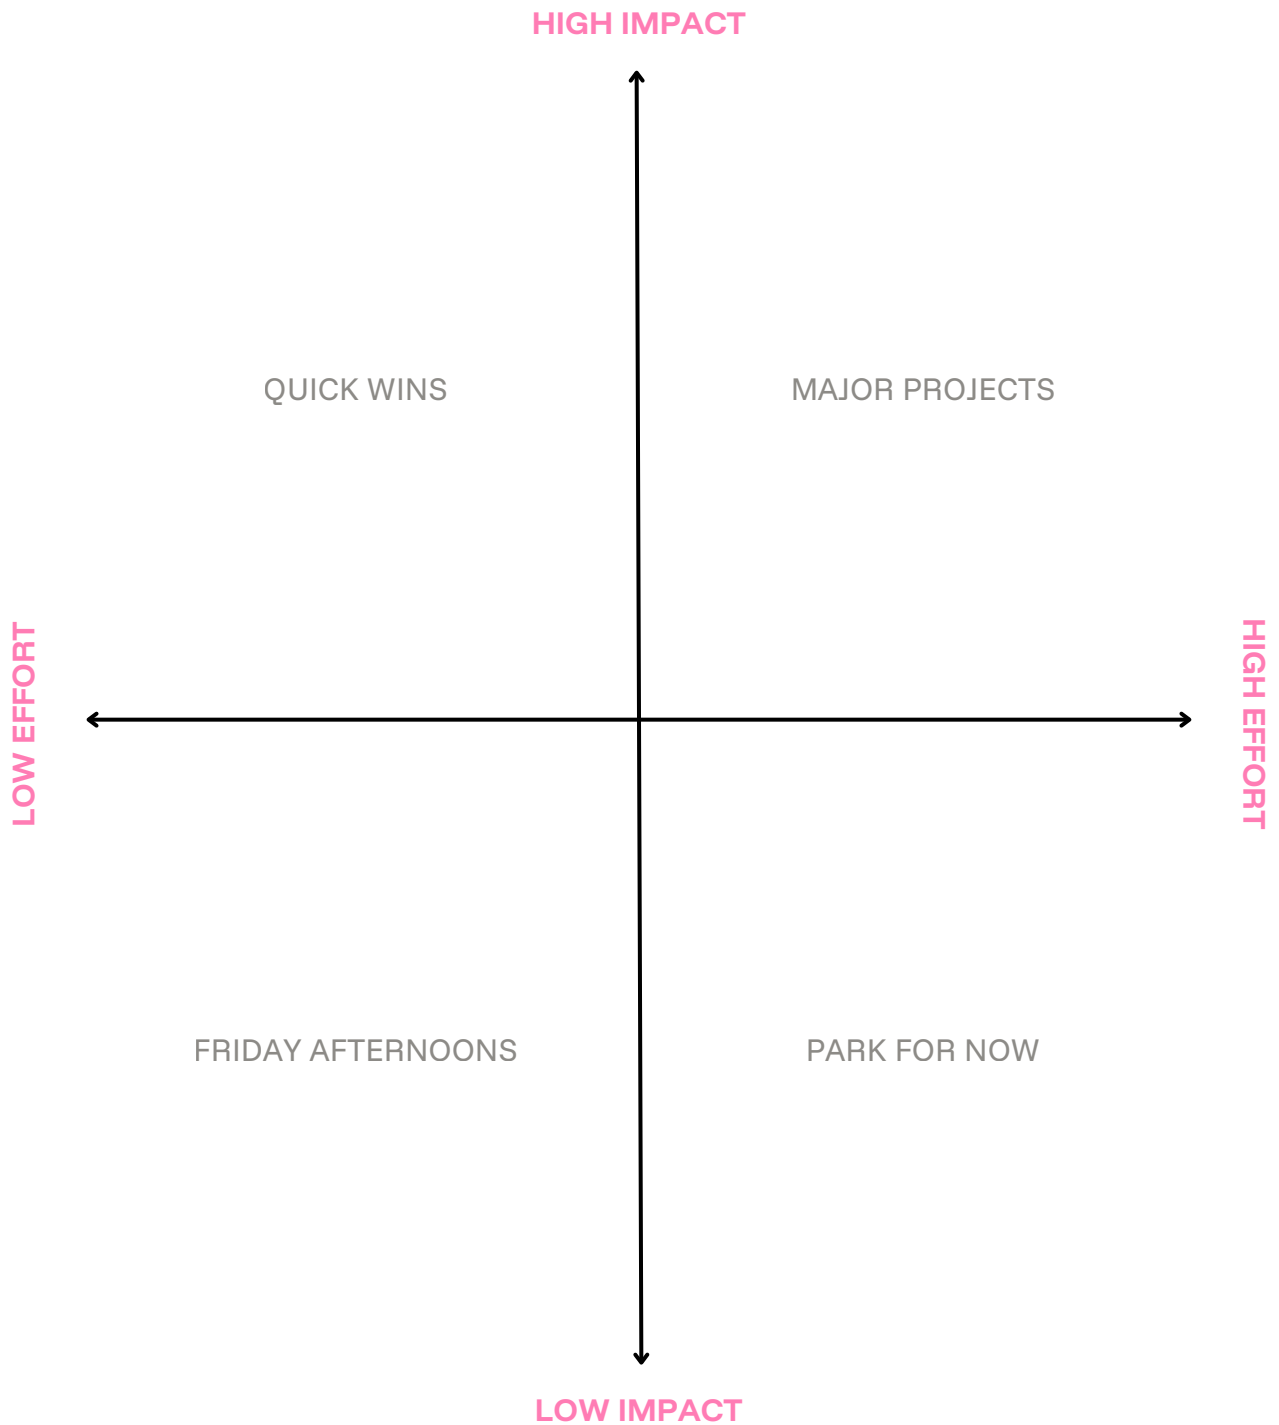 HIGH IMPACT
QUICK WINS
MAJOR PROJECTS
LOW EFFORT
HIGH EFFORT
FRIDAY AFTERNOONS
PARK FOR NOW
LOW IMPACT